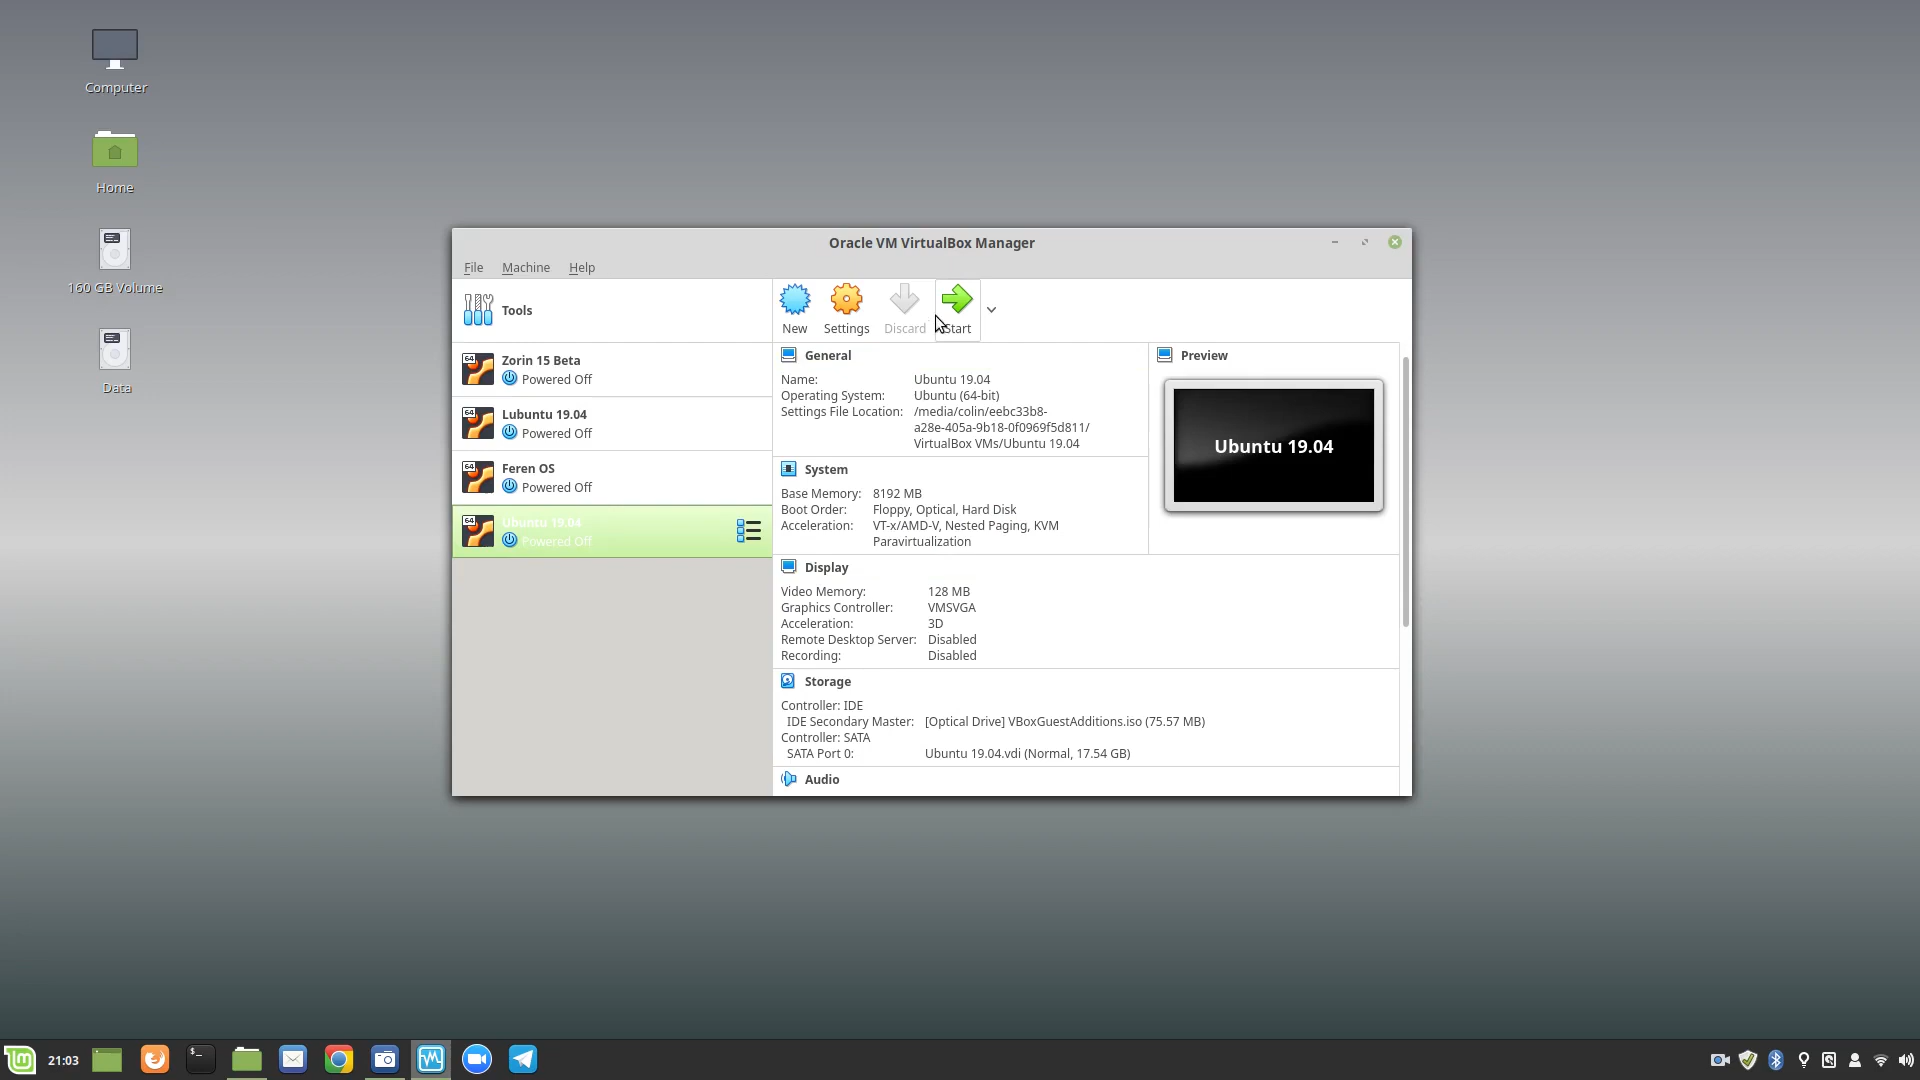 Computer
Home
160 GB Volume
Data
Oracle VM VirtualBox Manager
File Machine Help
Tools
New Settings Discard Start
64 Zorin 15 Beta
Powered Off
64 Lubuntu 19.04
Powered Off
64 Feren OS
Powered Off
64 Ubuntu 19.04
Powered Off
General
Name: Ubuntu 19.04
Operating System: Ubuntu (64-bit)
Settings File Location: /media/colin/eebc33b8-
a28e-405a-9b18-0f0969f5d811/
VirtualBox VMs/Ubuntu 19.04
Preview
Ubuntu 19.04
System
Base Memory: 8192 MB
Boot Order: Floppy, Optical, Hard Disk
Acceleration: VT-x/AMD-V, Nested Paging, KVM
Paravirtualization
Display
Video Memory: 128 MB
Graphics Controller: VMSVGA
Acceleration: 3D
Remote Desktop Server: Disabled
Recording: Disabled
Storage
Controller: IDE
IDE Secondary Master: [Optical Drive] VBoxGuestAdditions.iso (75.57 MB)
Controller: SATA
SATA Port 0: Ubuntu 19.04.vdi (Normal, 17.54 GB)
Audio
21:03